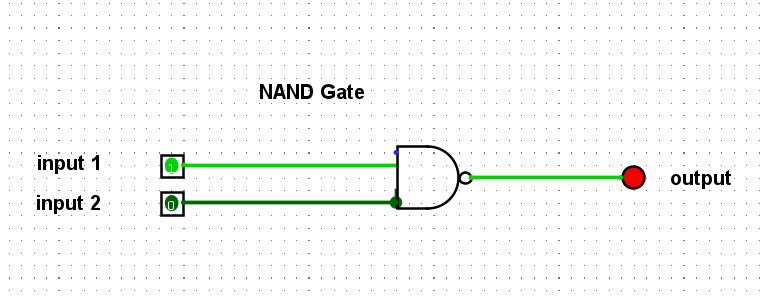 NAND Gate
input 1
1
input 2
0
output